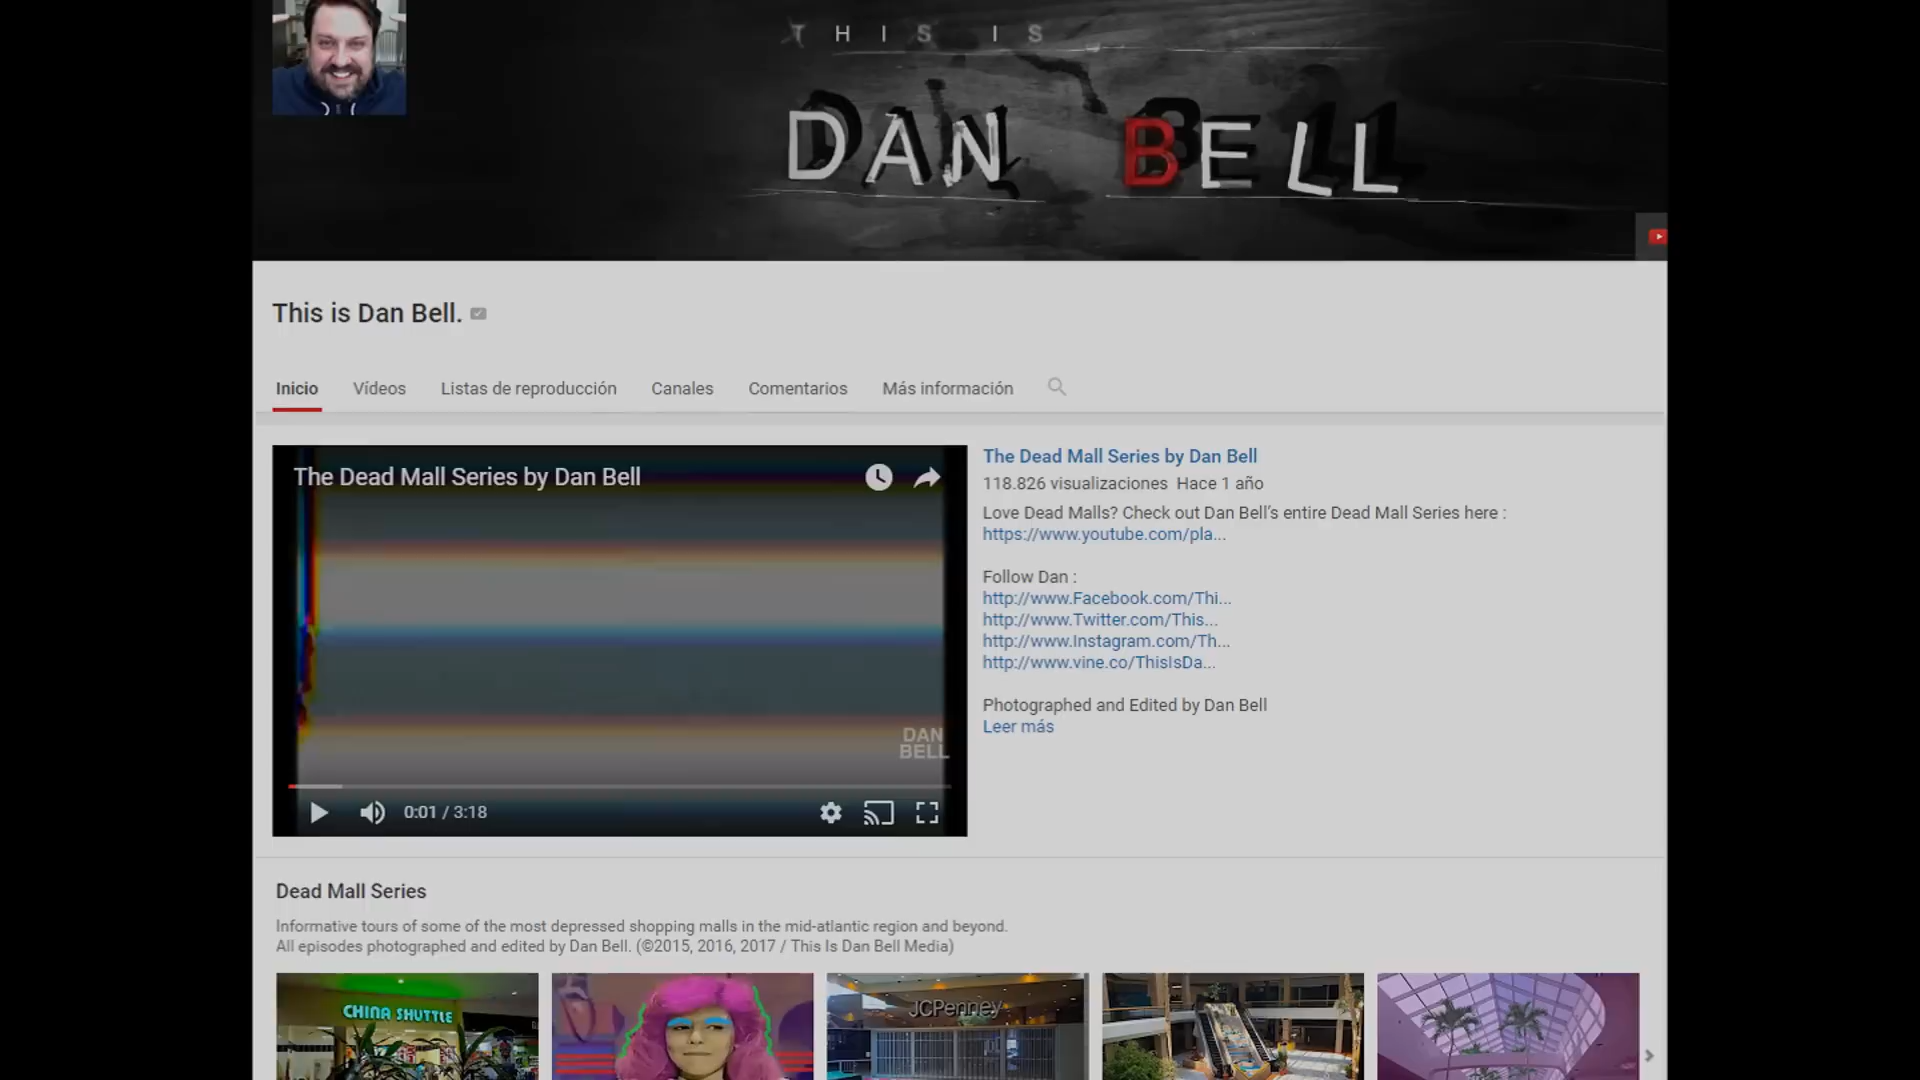 THIS IS
DAN BELL
This is Dan Bell.
Inicio Vídeos Listas de reproducción Canales Comentarios Más información
The Dead Mall Series by Dan Bell
DAN
BELL
0:01 / 3:18
The Dead Mall Series by Dan Bell
118.826 visualizaciones Hace 1 año
Love Dead Malls? Check out Dan Bell's entire Dead Mall Series here :
https://www.youtube.com/pla...
Follow Dan :
http://www.Facebook.com/Thi...
http://www.Twitter.com/This...
http://www.Instagram.com/Th...
http://www.vine.co/ThisIsDa...
Photographed and Edited by Dan Bell
Leer más
Dead Mall Series
Informative tours of some of the most depressed shopping malls in the mid-atlantic region and beyond.
All episodes photographed and edited by Dan Bell. (©2015, 2016, 2017 / This Is Dan Bell Media)
CHINA SHUTTLE
JCPenney